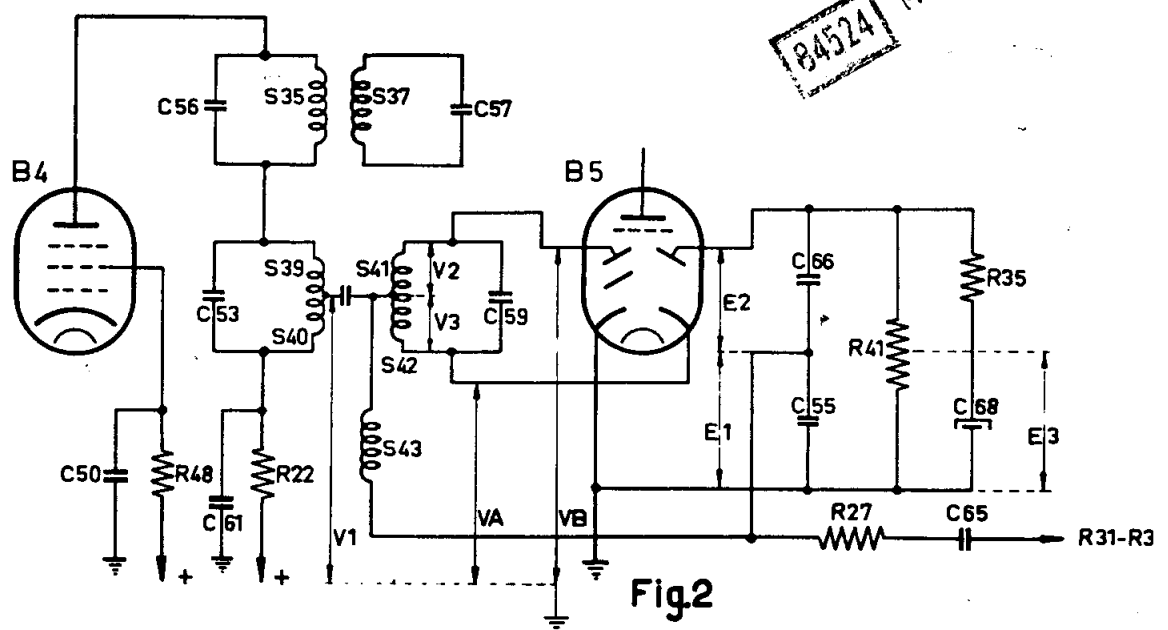 84524
C56
S35
S37
C57
B4
B5
S39
S41
V2
C66
R35
C53
V3
C59
E2
S40
S42
R41
C55
C68
E1
E3
S43
C50
R48
R22
C61
V1
VA
VB
R27
C65
R31-R3
+
+
Fig.2